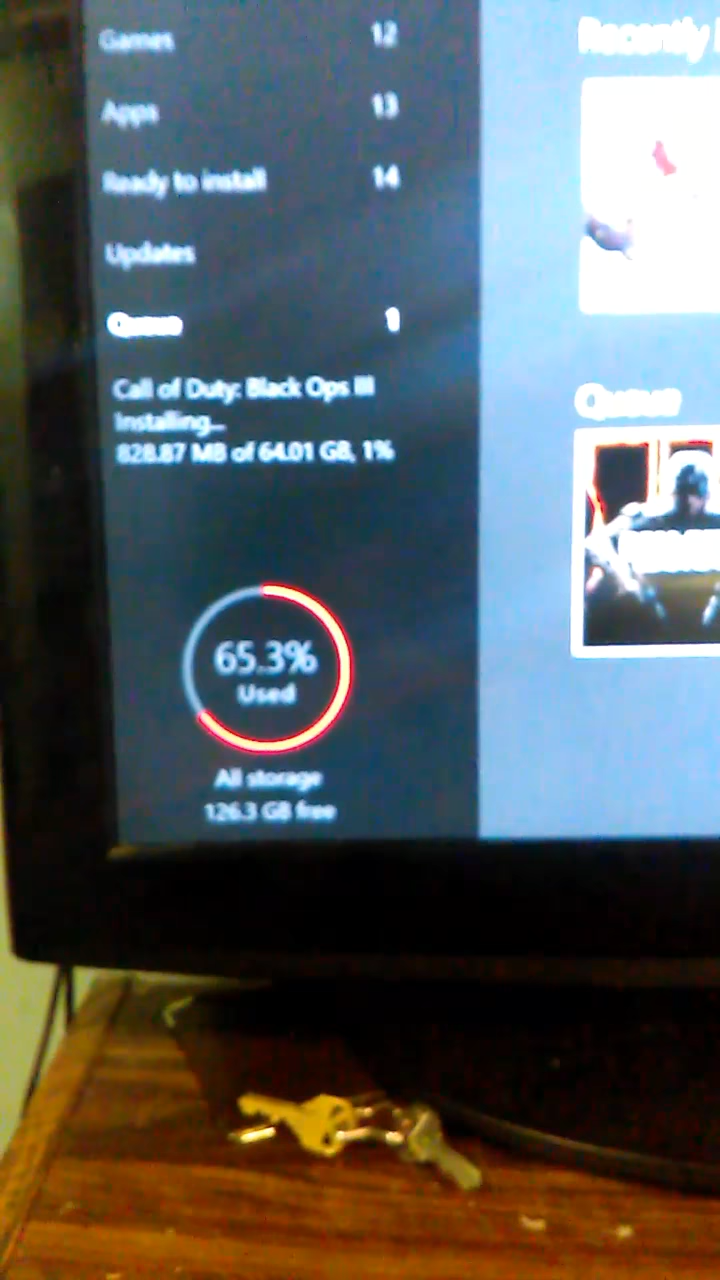 Games 12
Apps 13
Ready to install 14
Updates
Queue 1
Call of Duty: Black Ops III
Installing...
828.87 MB of 64.01 GB, 1%
65.3%
Used
All storage
126.3 GB free
Recently
Queue